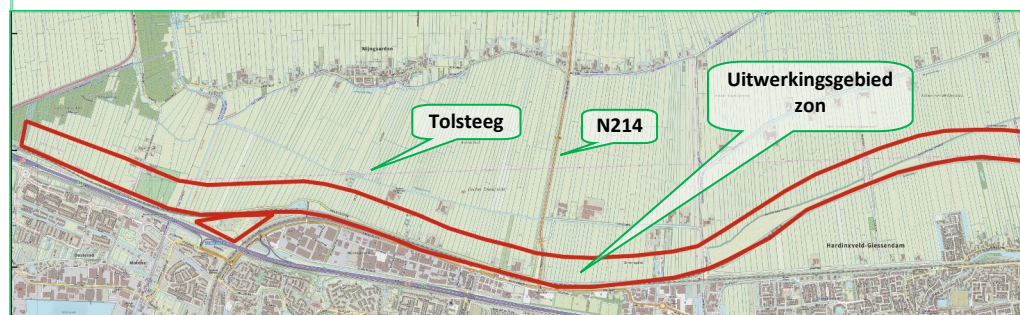 Wijngaarden
Uitwerkingsgebied
zon
Tolsteeg
N214
Hardinxveld-Giessendam